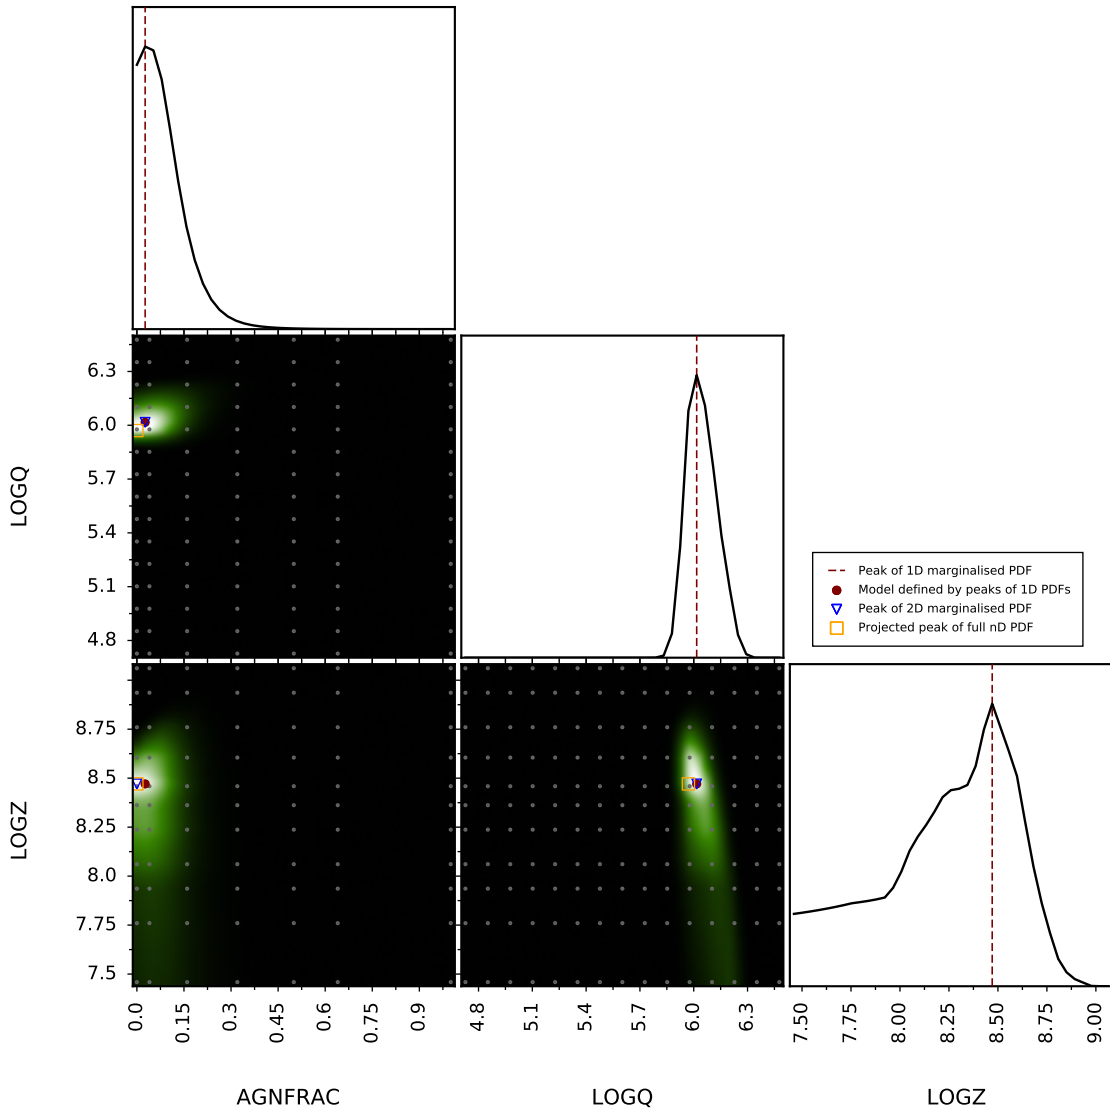 6.3
6.0
5.7
5.4
5.1
4.8
LOGQ
Peak of 1D marginalised PDF
Model defined by peaks of 1D PDFs
Peak of 2D marginalised PDF
Projected peak of full nD PDF
8.75
8.5
8.25
8.0
7.75
7.5
LOGZ
0.0 0.15 0.3 0.45 0.6 0.75 0.9
4.8 5.1 5.4 5.7 6.0 6.3
7.50 7.75 8.00 8.25 8.50 8.75 9.00
AGNFRAC LOGQ LOGZ